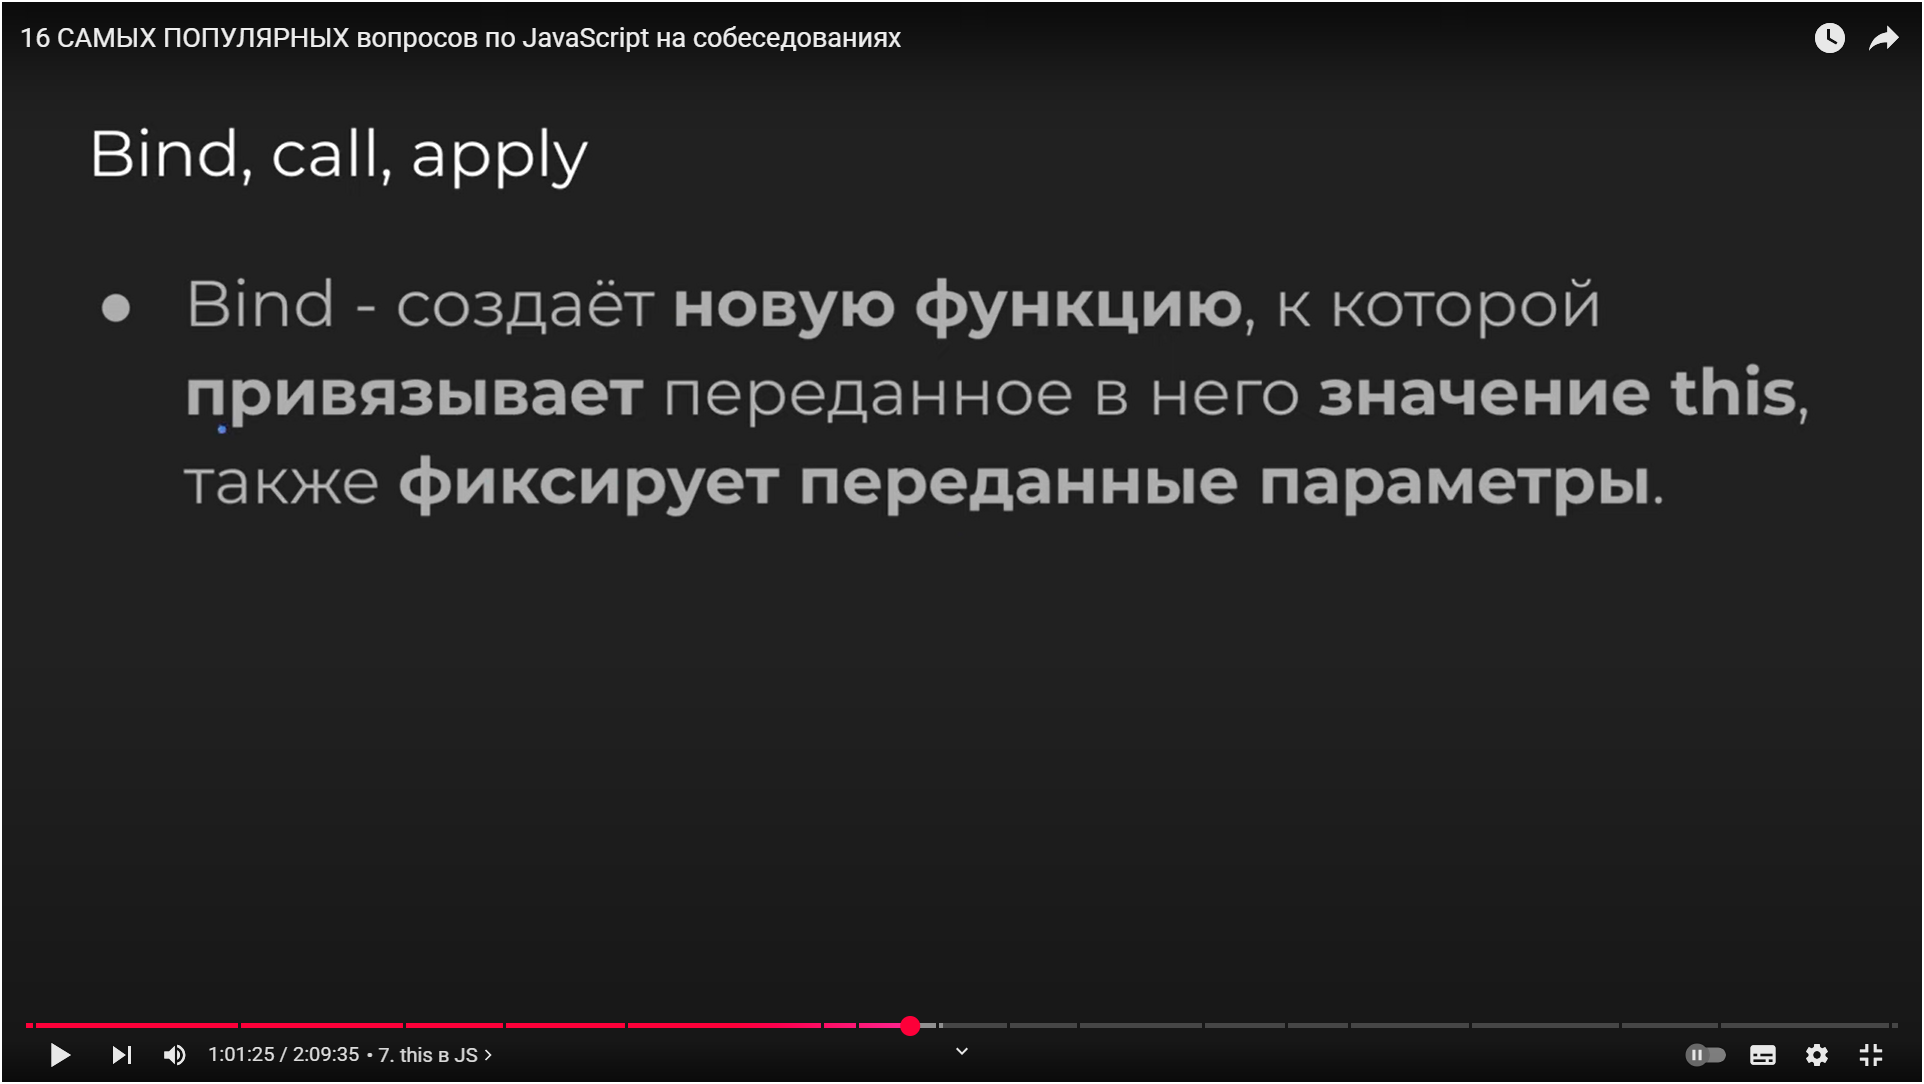 16 САМЫХ ПОПУЛЯРНЫХ вопросов по JavaScript на собеседованиях
Bind, call, apply
● Bind - создаёт новую функцию, к которой
привязывает переданное в него значение this,
также фиксирует переданные параметры.
1:01:25 / 2:09:35 • 7. this в JS ›